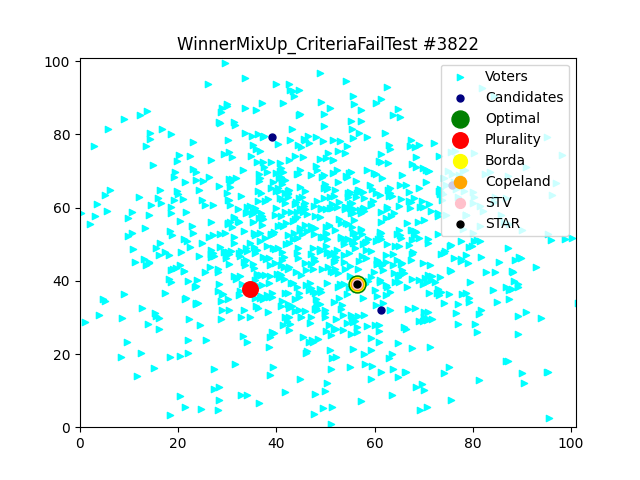 WinnerMixUp_CriteriaFailTest #3822
100
80
60
40
20
0
0
20
40
60
80
100
Voters
Candidates
Optimal
Plurality
Borda
Copeland
STV
STAR